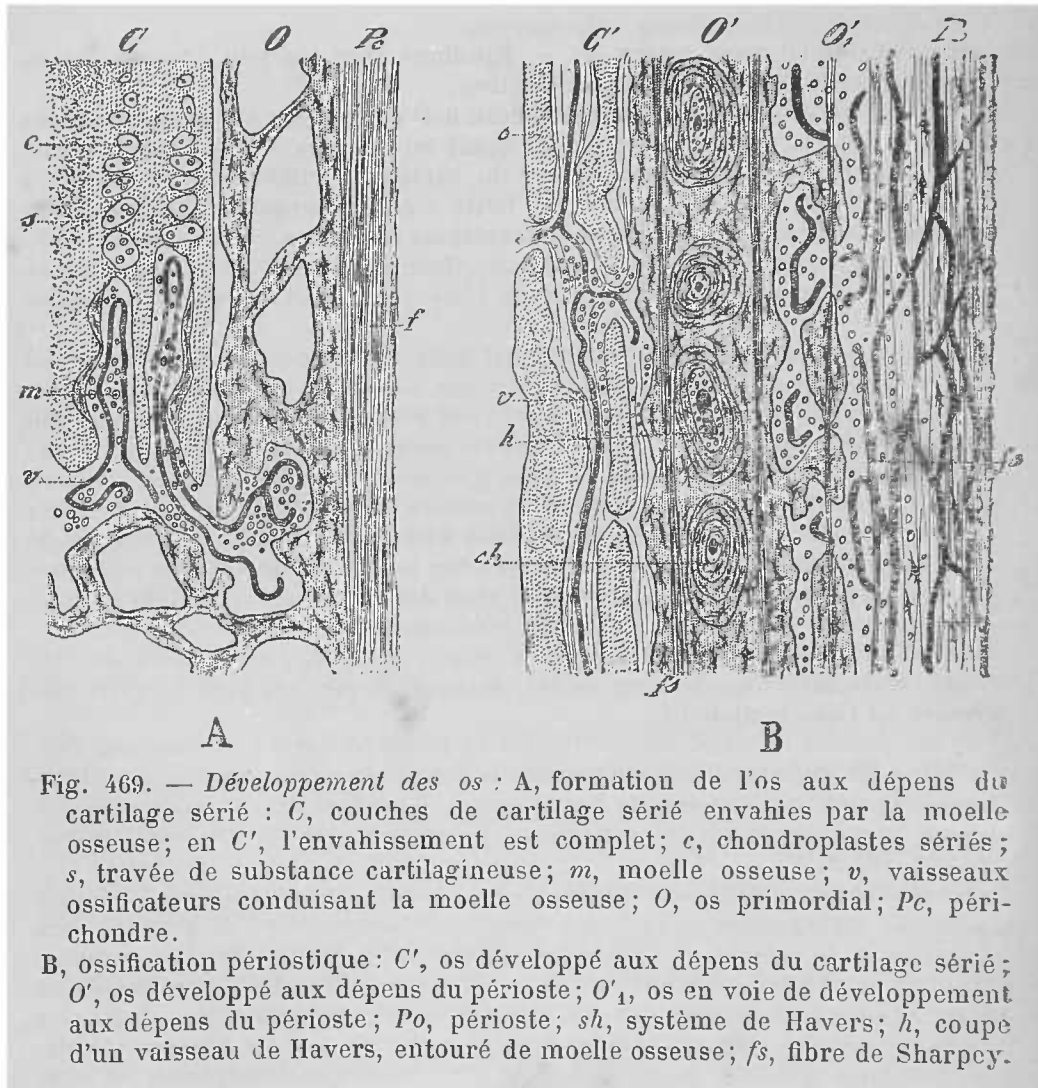 C O Pc C' O' O'₁ P
c
s
f
m
v
o
v
h
fs
ch
fs
A B
Fig. 469. — Développement des os : A, formation de l'os aux dépens du
cartilage sérié : C, couches de cartilage sérié envahies par la moelle
osseuse; en C', l'envahissement est complet; c, chondroplastes sériés;
s, travée de substance cartilagineuse; m, moelle osseuse; v, vaisseaux
ossificateurs conduisant la moelle osseuse; O, os primordial; Pc, péri-
chondre.
B, ossification périostique : C', os développé aux dépens du cartilage sérié;
O', os développé aux dépens du périoste; O'₁, os en voie de développement
aux dépens du périoste; Po, périoste; sh, système de Havers; h, coupe
d'un vaisseau de Havers, entouré de moelle osseuse; fs, fibre de Sharpey.